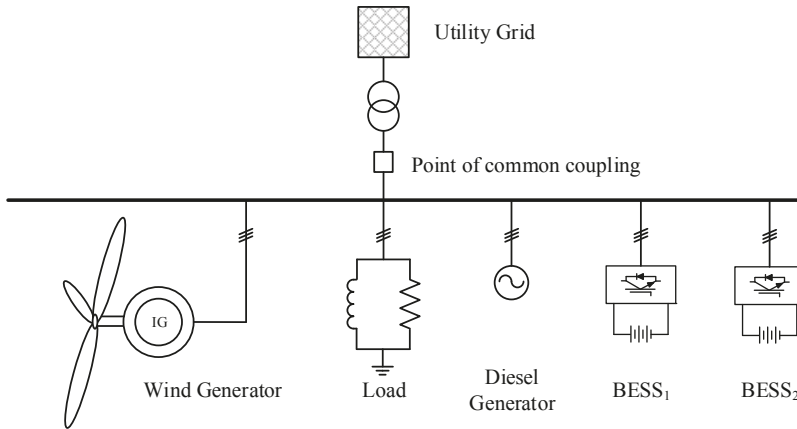 Utility Grid
Point of common coupling
IG
Wind Generator
Load
Diesel
Generator
BESS₁
BESS₂